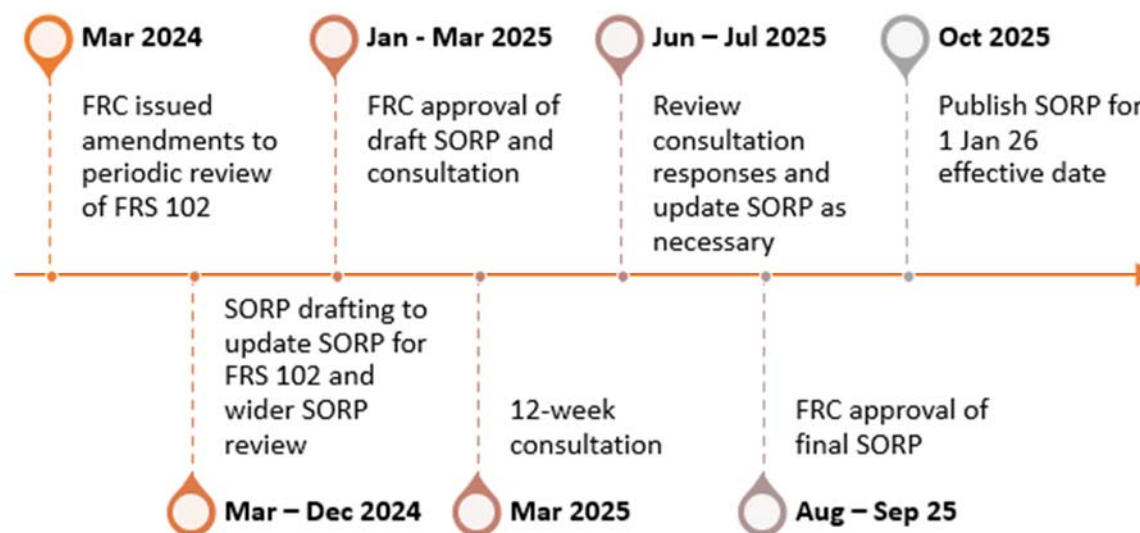 Mar 2024
FRC issued
amendments to
periodic review
of FRS 102
Jan - Mar 2025
FRC approval of
draft SORP and
consultation
Jun – Jul 2025
Review
consultation
responses and
update SORP as
necessary
Oct 2025
Publish SORP for
1 Jan 26
effective date
SORP drafting to
update SORP for
FRS 102 and
wider SORP
review
Mar – Dec 2024
12-week
consultation
Mar 2025
FRC approval of
final SORP
Aug – Sep 25